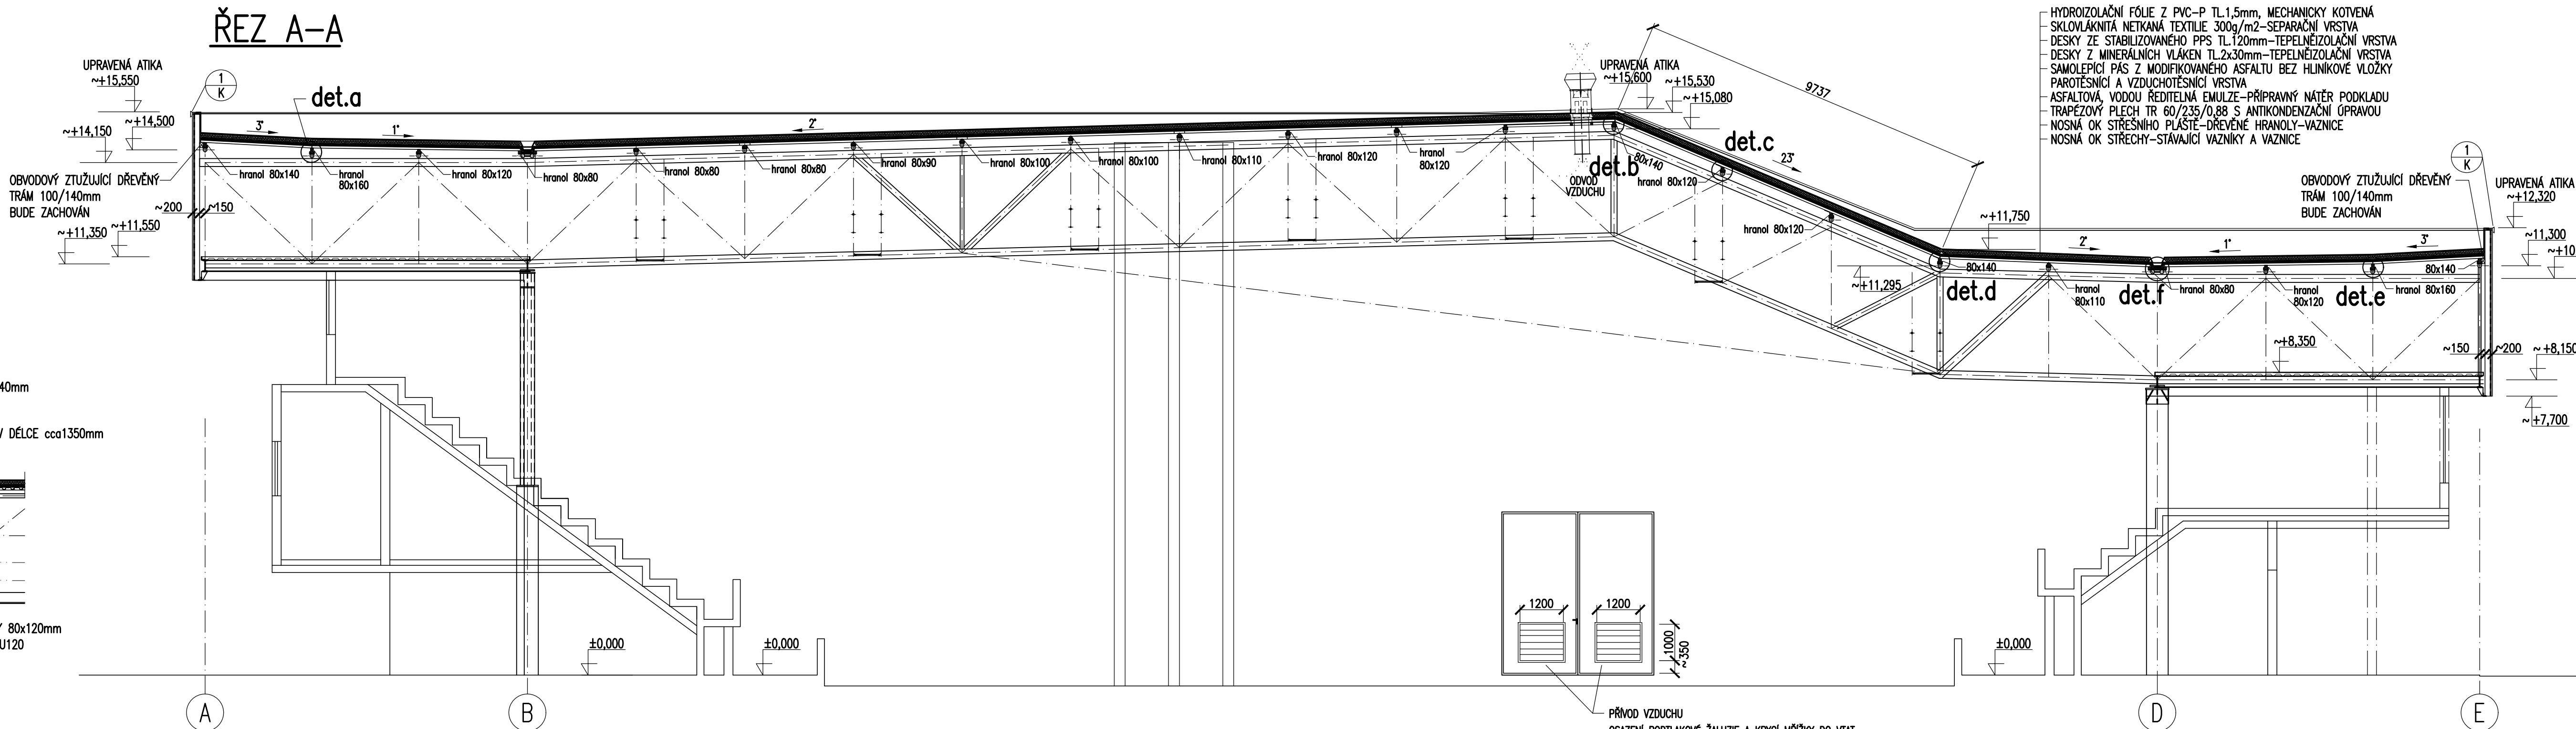 ŘEZ A-A
HYDROIZOLAČNÍ FÓLIE Z PVC-P TL.1,5mm, MECHANICKY KOTVENÁ
SKLOVLÁKNITÁ NETKANÁ TEXTILIE 300g/m2-SEPARAČNÍ VRSTVA
DESKY ZE STABILIZOVANÉHO PPS TL.120mm-TEPELNĚIZOLAČNÍ VRSTVA
DESKY Z MINERÁLNÍCH VLÁKEN TL.2x30mm-TEPELNĚIZOLAČNÍ VRSTVA
SAMOLEPÍCÍ PÁS Z MODIFIKOVANÉHO ASFALTU BEZ HLINÍKOVÉ VLOŽKY
PAROTĚSNÍCÍ A VZDUCHOTĚSNÍCÍ VRSTVA
ASFALTOVÁ, VODOU ŘEDITELNÁ EMULZE-PŘÍPRAVNÝ NÁTĚR PODKLADU
TRAPÉZOVÝ PLECH TR 60/235/0,88 S ANTIKONDENZAČNÍ ÚPRAVOU
NOSNÁ OK STŘEŠNÍHO PLÁŠTĚ-DŘEVĚNÉ HRANOLY-VAZNICE
NOSNÁ OK STŘECHY-STÁVAJÍCÍ VAZNÍKY A VAZNICE
UPRAVENÁ ATIKA
~+15,550
1
K
det.a
~+14,500
~+14,150
3°
1°
2°
UPRAVENÁ ATIKA
~+15,600
~+15,530
~+15,080
9737
det.c
23°
det.b
80x140
ODVOD
VZDUCHU
OBVODOVÝ ZTUŽUJÍCÍ DŘEVĚNÝ
TRÁM 100/140mm
BUDE ZACHOVÁN
~200
~150
~+11,350
~+11,550
hranol 80x140
hranol
80x160
hranol 80x120
hranol 80x80
hranol 80x80
hranol 80x80
hranol 80x90
hranol 80x100
hranol 80x100
hranol 80x110
hranol 80x120
hranol
80x120
hranol 80x120
hranol 80x120
~+11,750
~+11,295
80x140
det.d
2°
1°
3°
hranol
80x110
det.f
hranol 80x80
hranol
80x120
det.e
hranol 80x160
80x140
1
K
OBVODOVÝ ZTUŽUJÍCÍ DŘEVĚNÝ
TRÁM 100/140mm
BUDE ZACHOVÁN
UPRAVENÁ ATIKA
~+12,320
~+11,300
~+10
~+8,350
~150
~200
~+8,150
~+7,700
40mm
V DÉLCE cca1350mm
80x120mm
U120
±0,000
±0,000
1200
1200
1000
~350
±0,000
A
B
D
E
PŘÍVOD VZDUCHU
OSAZENÍ PODTLAKOVÉ ŽALUZIE A KRYCÍ MŘÍŽKY DO VRAT